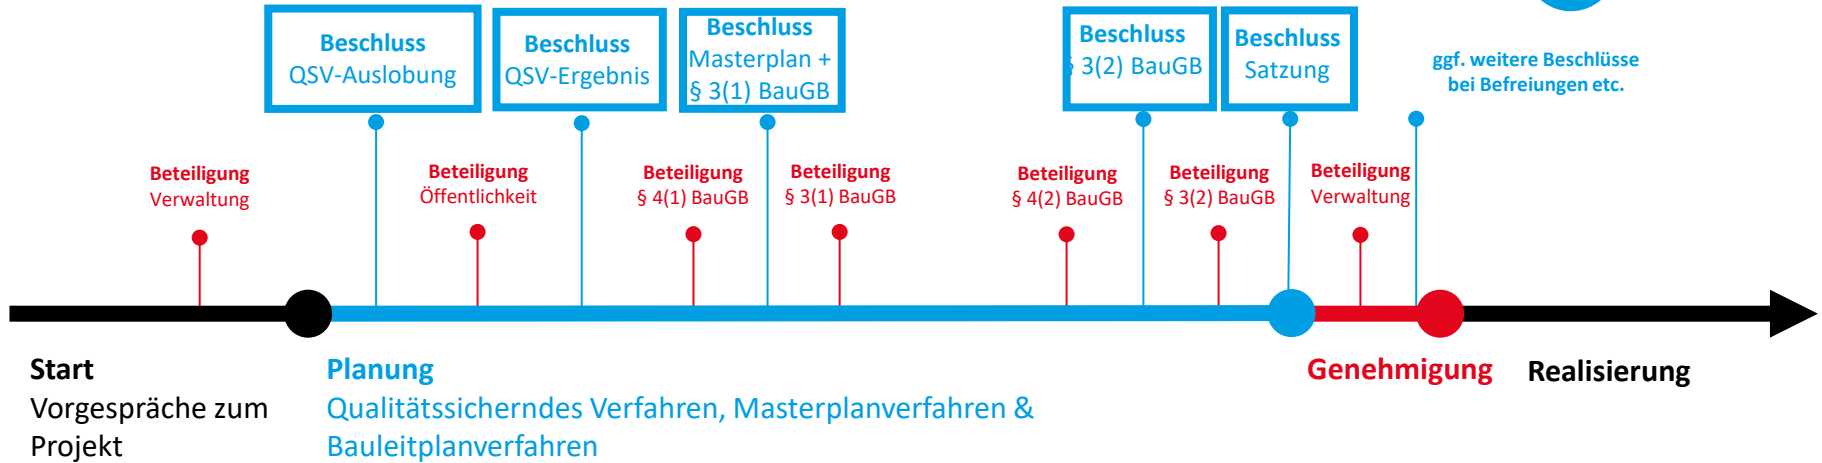 Beschluss
QSV-Auslobung
Beschluss
QSV-Ergebnis
Beschluss
Masterplan +
§ 3(1) BauGB
Beschluss
§ 3(2) BauGB
Beschluss
Satzung
ggf. weitere Beschlüsse
bei Befreiungen etc.
Beteiligung
Verwaltung
Beteiligung
Öffentlichkeit
Beteiligung
§ 4(1) BauGB
Beteiligung
§ 3(1) BauGB
Beteiligung
§ 4(2) BauGB
Beteiligung
§ 3(2) BauGB
Beteiligung
Verwaltung
Start
Vorgespräche zum
Projekt
Planung
Qualitätssicherndes Verfahren, Masterplanverfahren &
Bauleitplanverfahren
Genehmigung
Realisierung